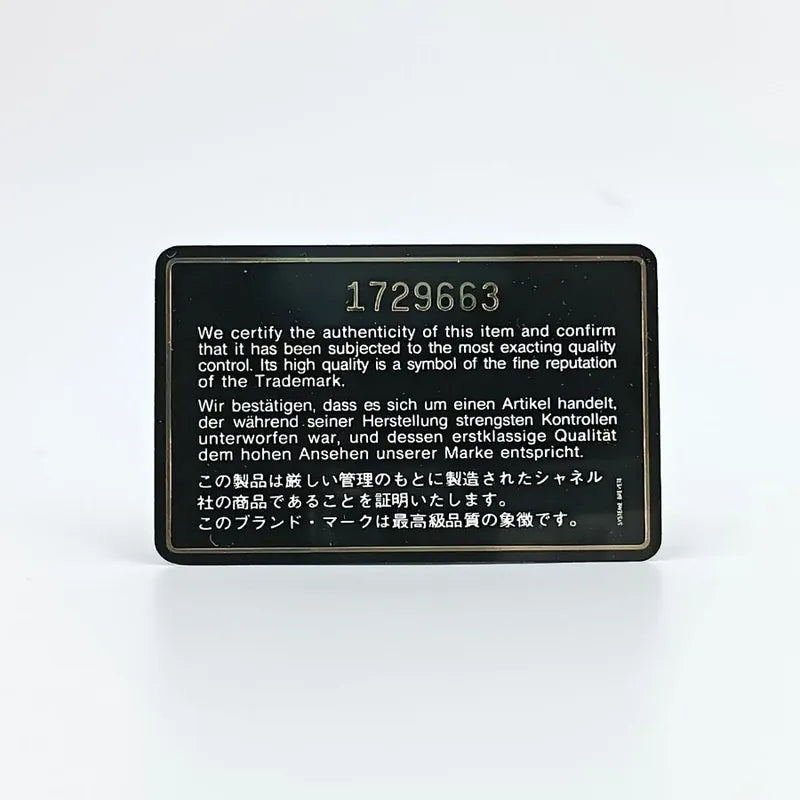 1729663
We certify the authenticity of this item and confirm
that it has been subjected to the most exacting quality
control. Its high quality is a symbol of the fine reputation
of the Trademark.
Wir bestätigen, dass es sich um einen Artikel handelt,
der während seiner Herstellung strengsten Kontrollen
unterworfen war, und dessen erstklassige Qualität
dem hohen Ansehen unserer Marke entspricht.
この製品は厳しい管理のもとに製造されたシャネル
社の商品であることを証明いたします。
このブランド・マークは最高級品質の象徴です。
SYSTEME